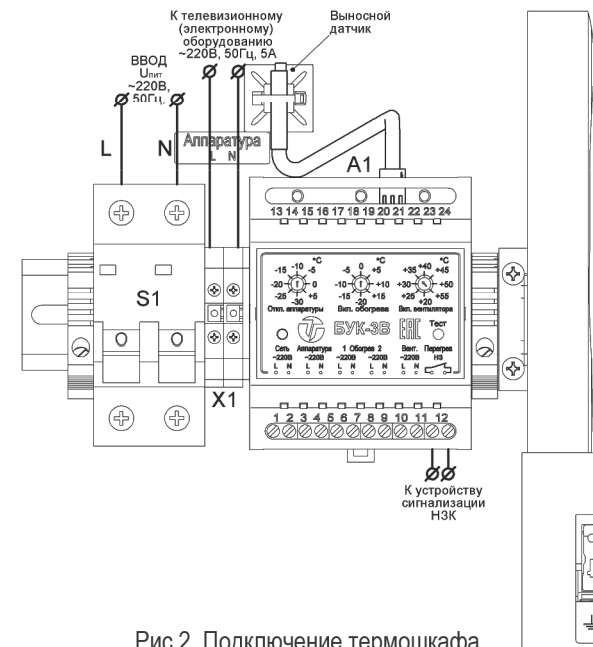 К телевизионному
(электронному)
оборудованию
~220В, 50Гц, 5А
Выносной
датчик
ВВОД
Uпит
~220В,
50Гц,
L
N
Аппаратура
L N
A1
13 14 15 16 17 18 19 20 21 22 23 24
°C
-15 -10 -5
-20 0
-25 +5
-30
Откл. аппаратуры
°C
-5 0 +5
-10 +10
-15 +15
-20
Вкл. обогрева
°C
+35 +40 +45
+30 +50
+25 +55
+20
Вкл. вентилятора
S1
БУК-3В
ЕАС
Тест
Сеть Аппаратура 1 Обогрев 2 Вент. Перегрев
~220В ~220В ~220В ~220В ~220В НЗ
L N L N L N L N L N
X1
1 2 3 4 5 6 7 8 9 10 11 12
К устройству
сигнализации
НЗК
Рис.2. Подключение термошкафа